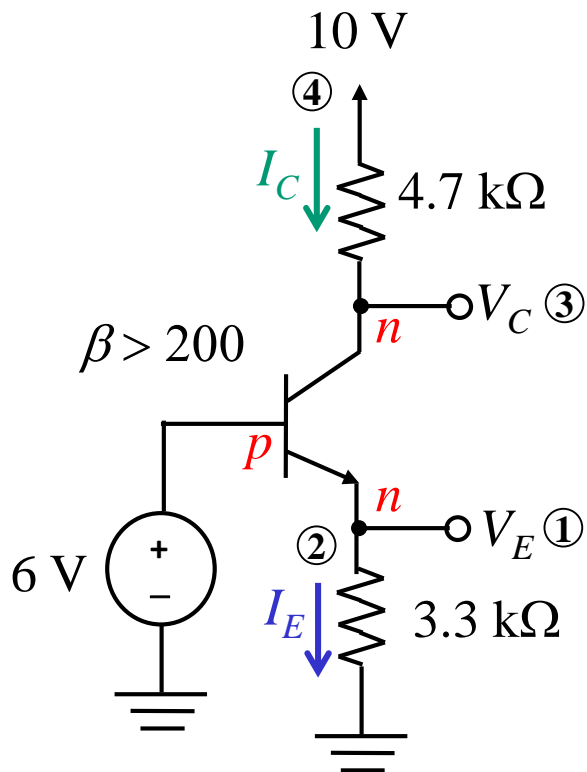 10 V
④
I_C
4.7 kΩ
V_C ③
n
β > 200
p
n
②
V_E ①
+
6 V
–
I_E
3.3 kΩ